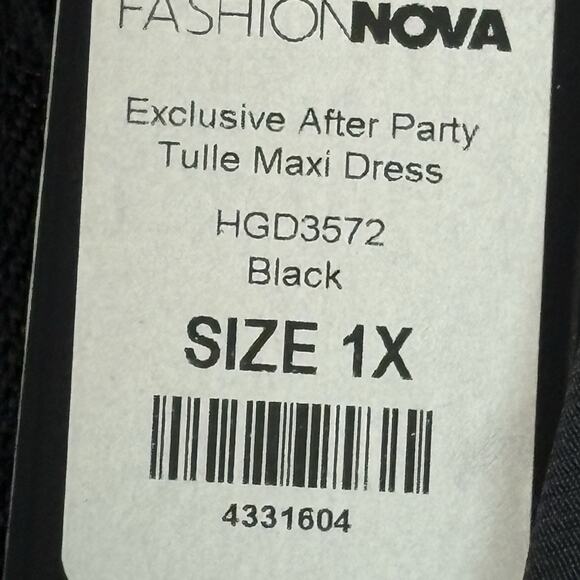 FASHIONNOVA
Exclusive After Party
Tulle Maxi Dress
HGD3572
Black
SIZE 1X
4331604